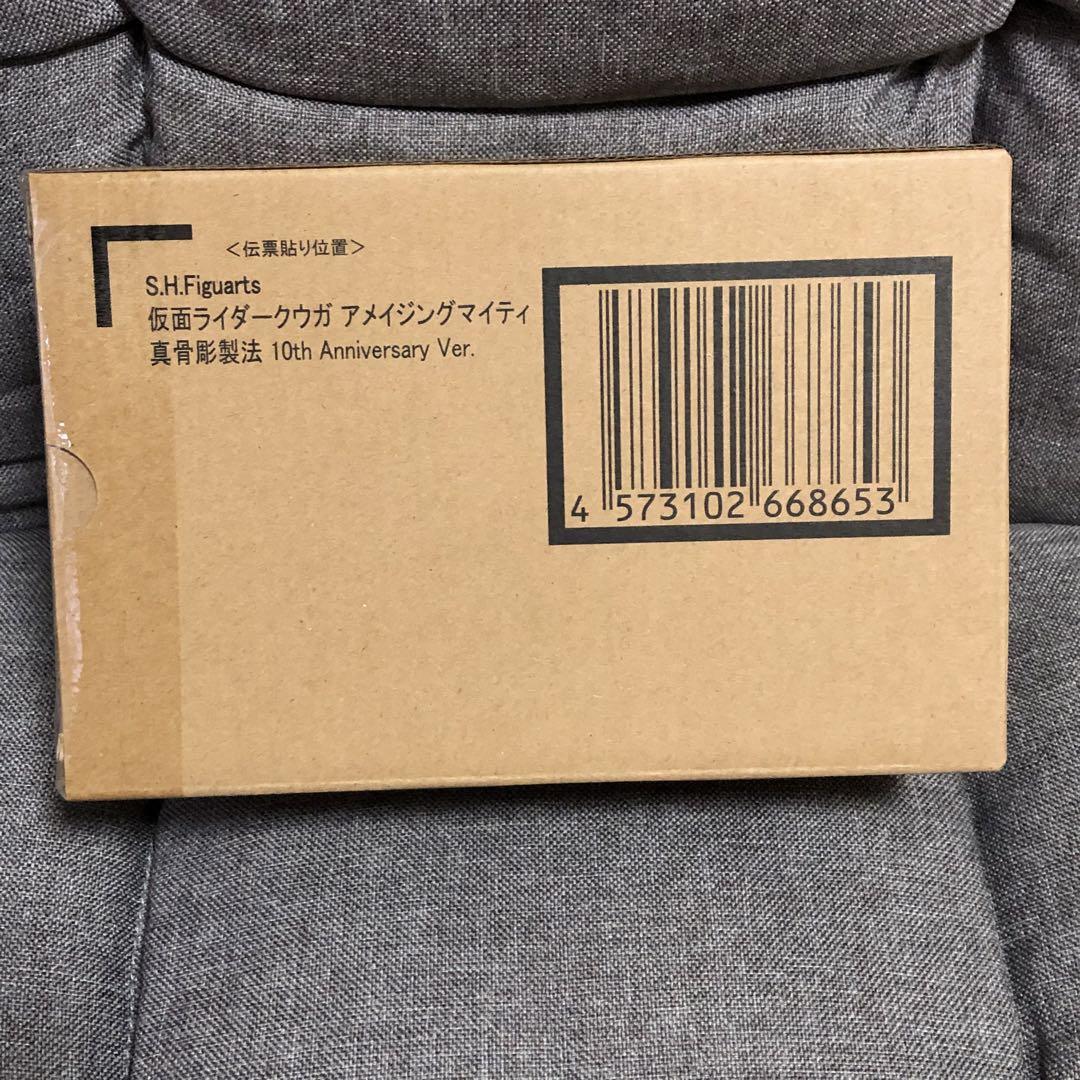 ＜伝票貼り位置＞
S.H.Figuarts
仮面ライダークウガ アメイジングマイティ
真骨彫製法 10th Anniversary Ver.
4 573102 668653